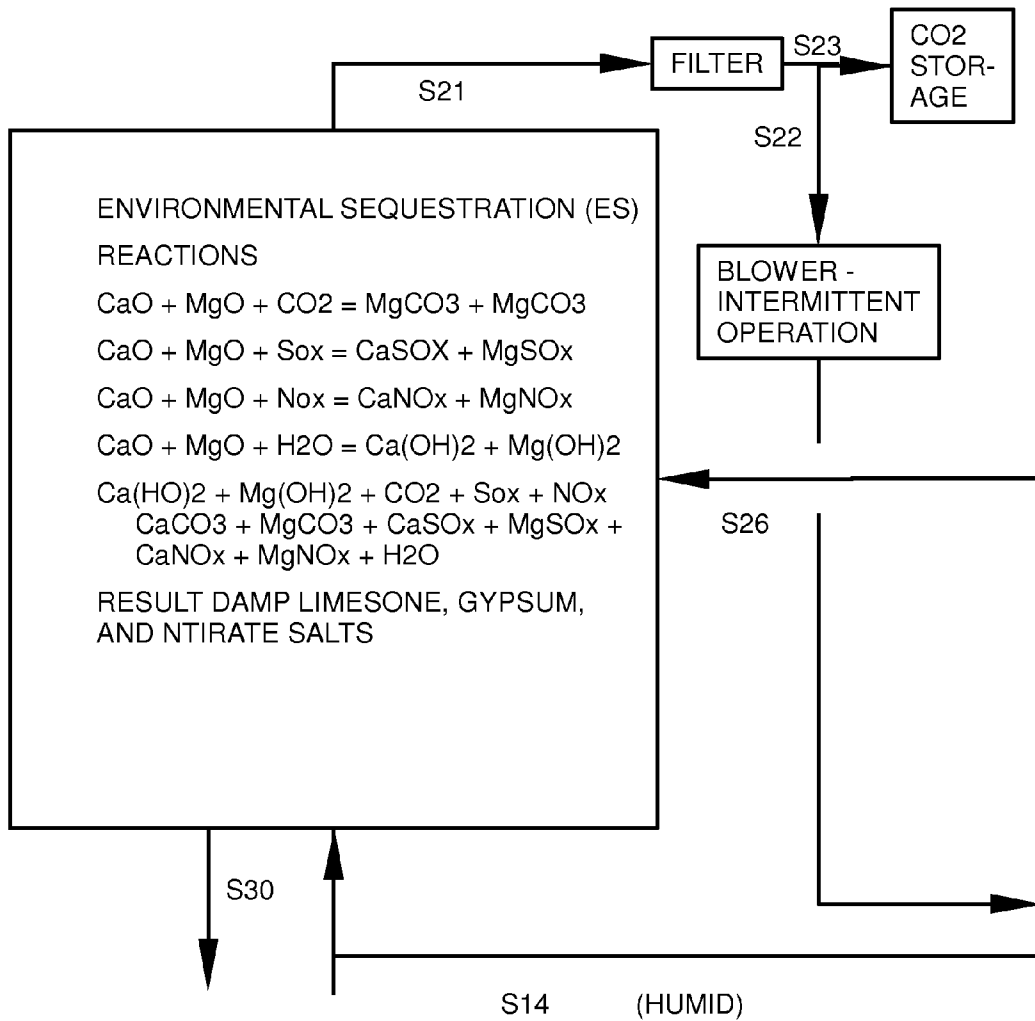 S21
FILTER
S23
CO2
STOR-
AGE
S22
ENVIRONMENTAL SEQUESTRATION (ES)
REACTIONS
CaO + MgO + CO2 = MgCO3 + MgCO3
CaO + MgO + Sox = CaSOX + MgSOx
CaO + MgO + Nox = CaNOx + MgNOx
CaO + MgO + H2O = Ca(OH)2 + Mg(OH)2
Ca(HO)2 + Mg(OH)2 + CO2 + Sox + NOx
CaCO3 + MgCO3 + CaSOx + MgSOx +
CaNOx + MgNOx + H2O
RESULT DAMP LIMESONE, GYPSUM,
AND NTIRATE SALTS
BLOWER -
INTERMITTENT
OPERATION
S26
S30
S14 (HUMID)